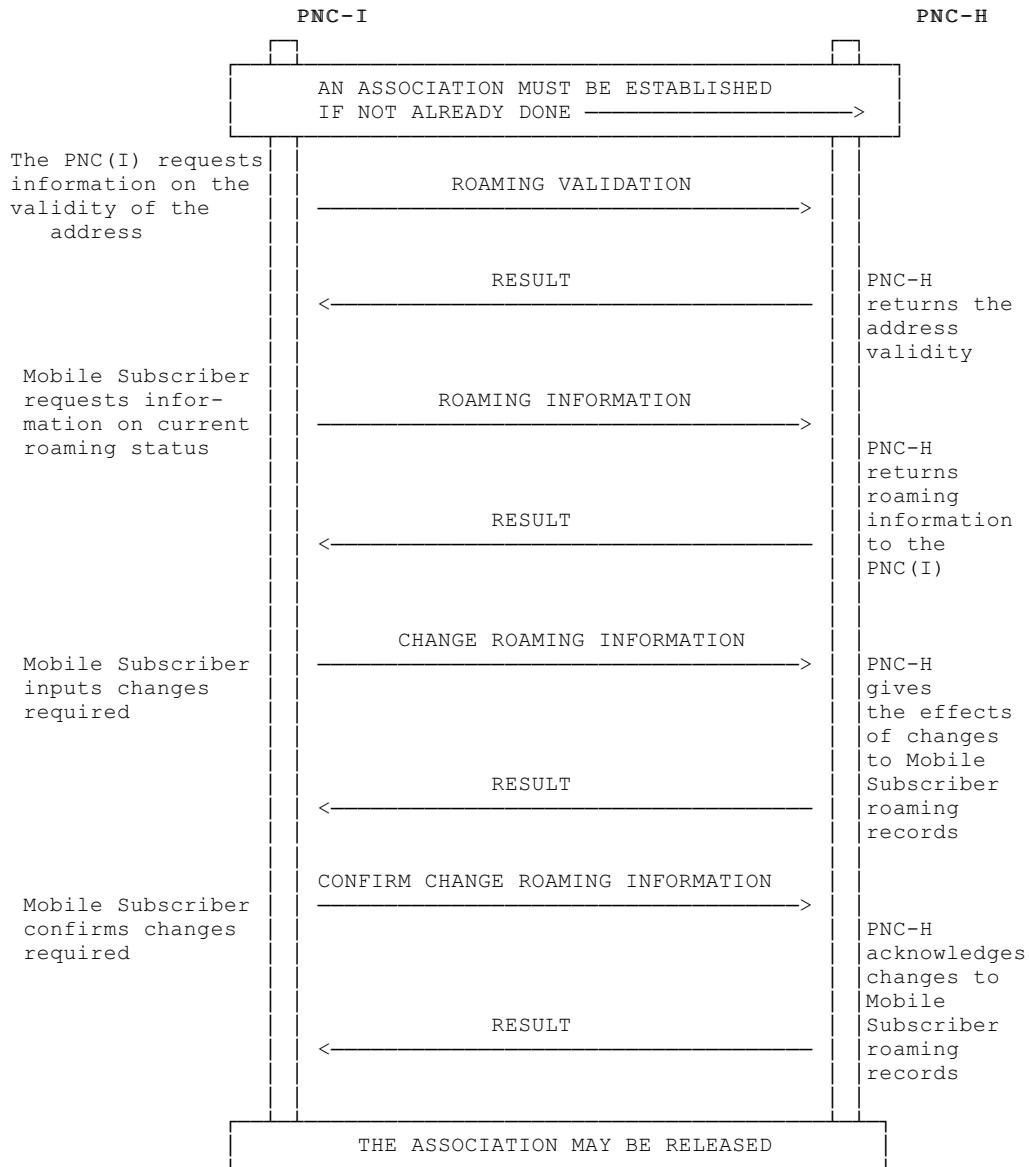 PNC-I PNC-H
AN ASSOCIATION MUST BE ESTABLISHED
IF NOT ALREADY DONE
The PNC(I) requests
information on the
validity of the
address
ROAMING VALIDATION
RESULT
PNC-H
returns the
address
validity
Mobile Subscriber
requests infor-
mation on current
roaming status
ROAMING INFORMATION
PNC-H
returns
roaming
information
to the
PNC(I)
RESULT
CHANGE ROAMING INFORMATION
Mobile Subscriber
inputs changes
required
PNC-H
gives
the effects
of changes
to Mobile
Subscriber
roaming
records
RESULT
CONFIRM CHANGE ROAMING INFORMATION
Mobile Subscriber
confirms changes
required
PNC-H
acknowledges
changes to
Mobile
Subscriber
roaming
records
RESULT
THE ASSOCIATION MAY BE RELEASED